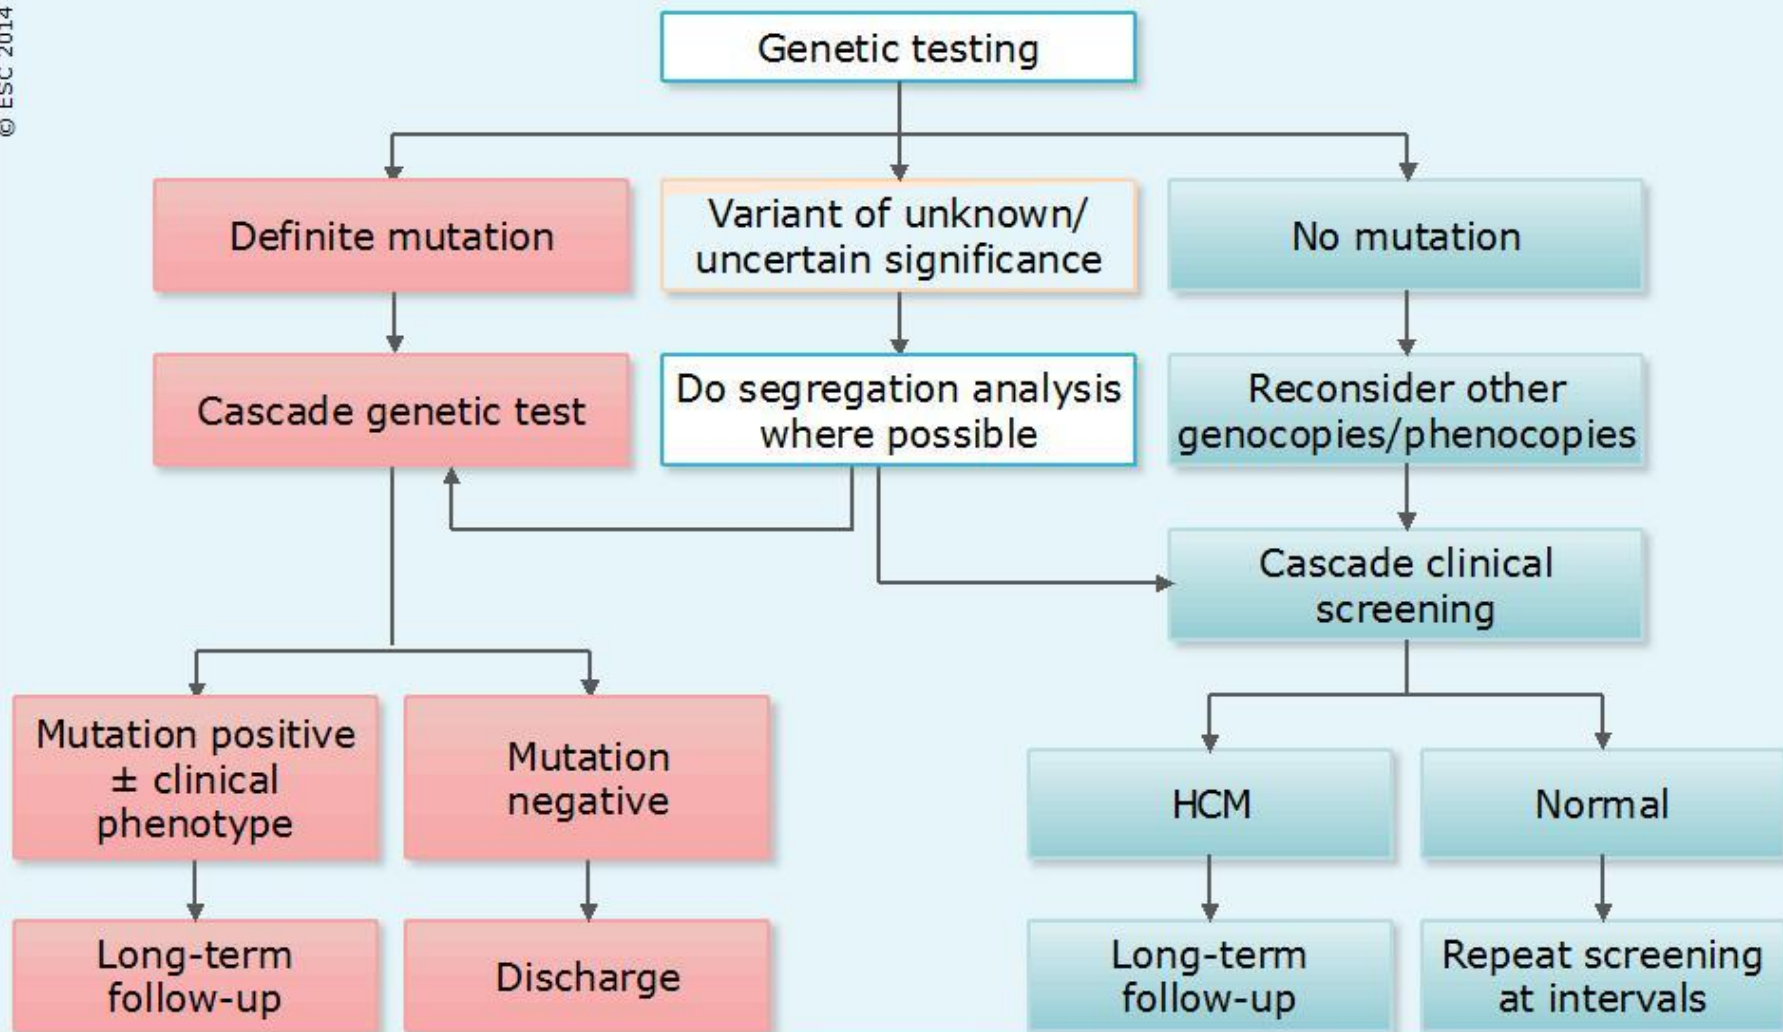 © ESC 2014
Genetic testing
Definite mutation
Variant of unknown/
uncertain significance
No mutation
Cascade genetic test
Do segregation analysis
where possible
Reconsider other
genocopies/phenocopies
Cascade clinical
screening
Mutation positive
± clinical
phenotype
Mutation
negative
HCM
Normal
Long-term
follow-up
Discharge
Long-term
follow-up
Repeat screening
at intervals